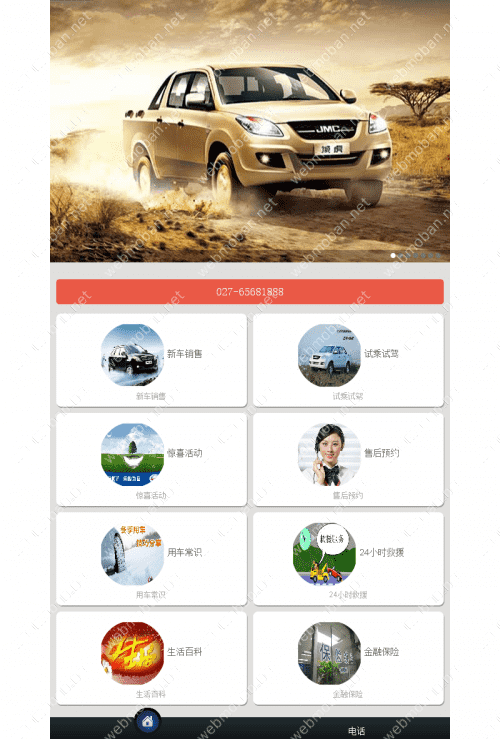 JMC
027-65681888
新车销售
新车销售
试乘试驾
试乘试驾
惊喜活动
惊喜活动
售后预约
售后预约
用车常识
用车常识
24小时救援
24小时救援
生活百科
生活百科
金融保险
金融保险
电话
webmoban.net